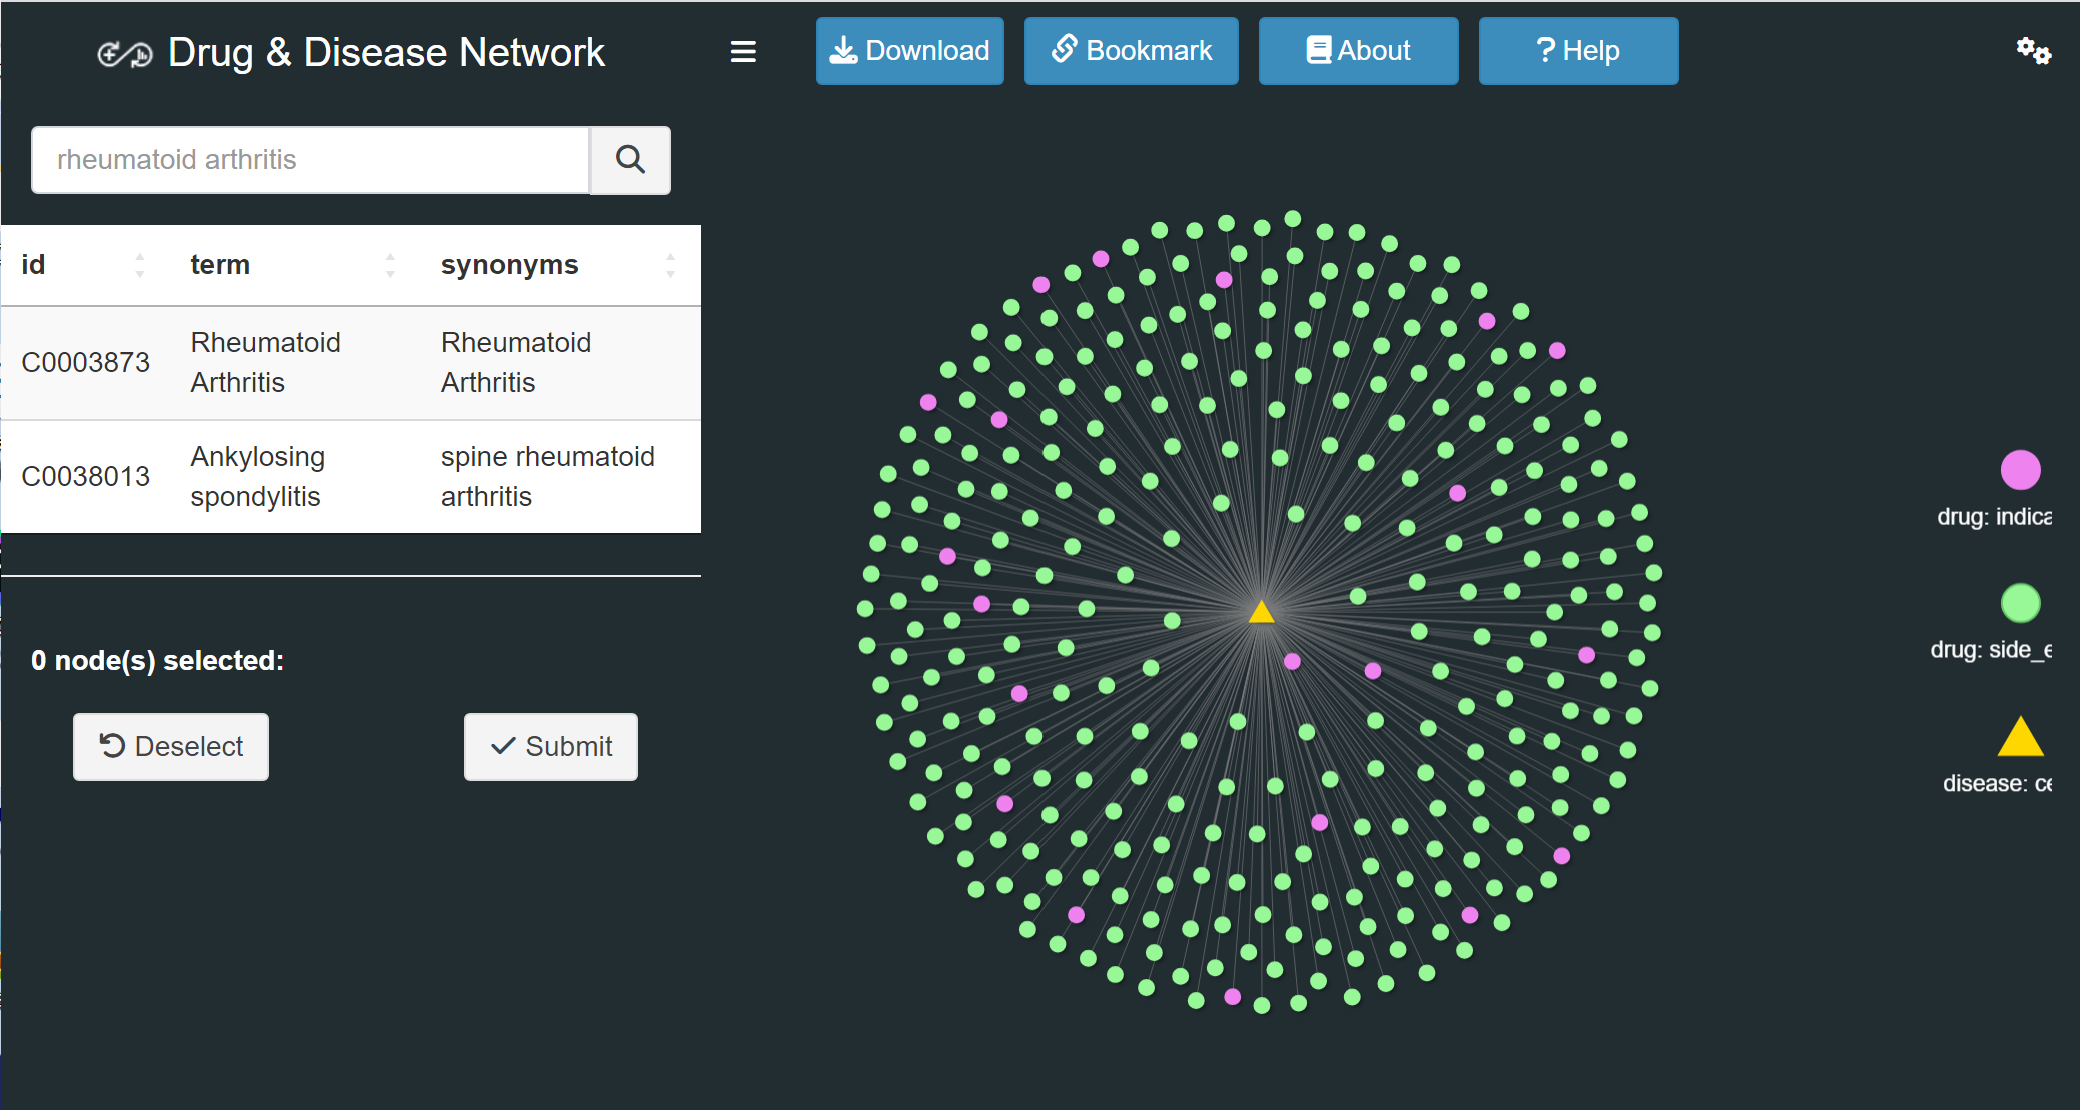 Drug & Disease Network
Download
Bookmark
About
? Help
rheumatoid arthritis
id term synonyms
C0003873
Rheumatoid
Arthritis
Rheumatoid
Arthritis
C0038013
Ankylosing
spondylitis
spine rheumatoid
arthritis
0 node(s) selected:
Deselect
Submit
drug: indica
drug: side_e
disease: ce